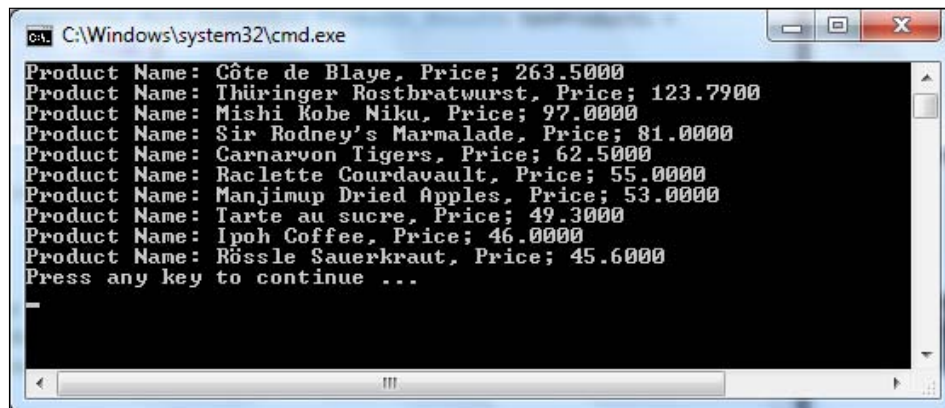 C:\Windows\system32\cmd.exe
Product Name: Côte de Blaye, Price; 263.5000
Product Name: Thüringer Rostbratwurst, Price; 123.7900
Product Name: Mishi Kobe Niku, Price; 97.0000
Product Name: Sir Rodney's Marmalade, Price; 81.0000
Product Name: Carnarvon Tigers, Price; 62.5000
Product Name: Raclette Courdavault, Price; 55.0000
Product Name: Manjimup Dried Apples, Price; 53.0000
Product Name: Tarte au sucre, Price; 49.3000
Product Name: Ipoh Coffee, Price; 46.0000
Product Name: Rössle Sauerkraut, Price; 45.6000
Press any key to continue ...